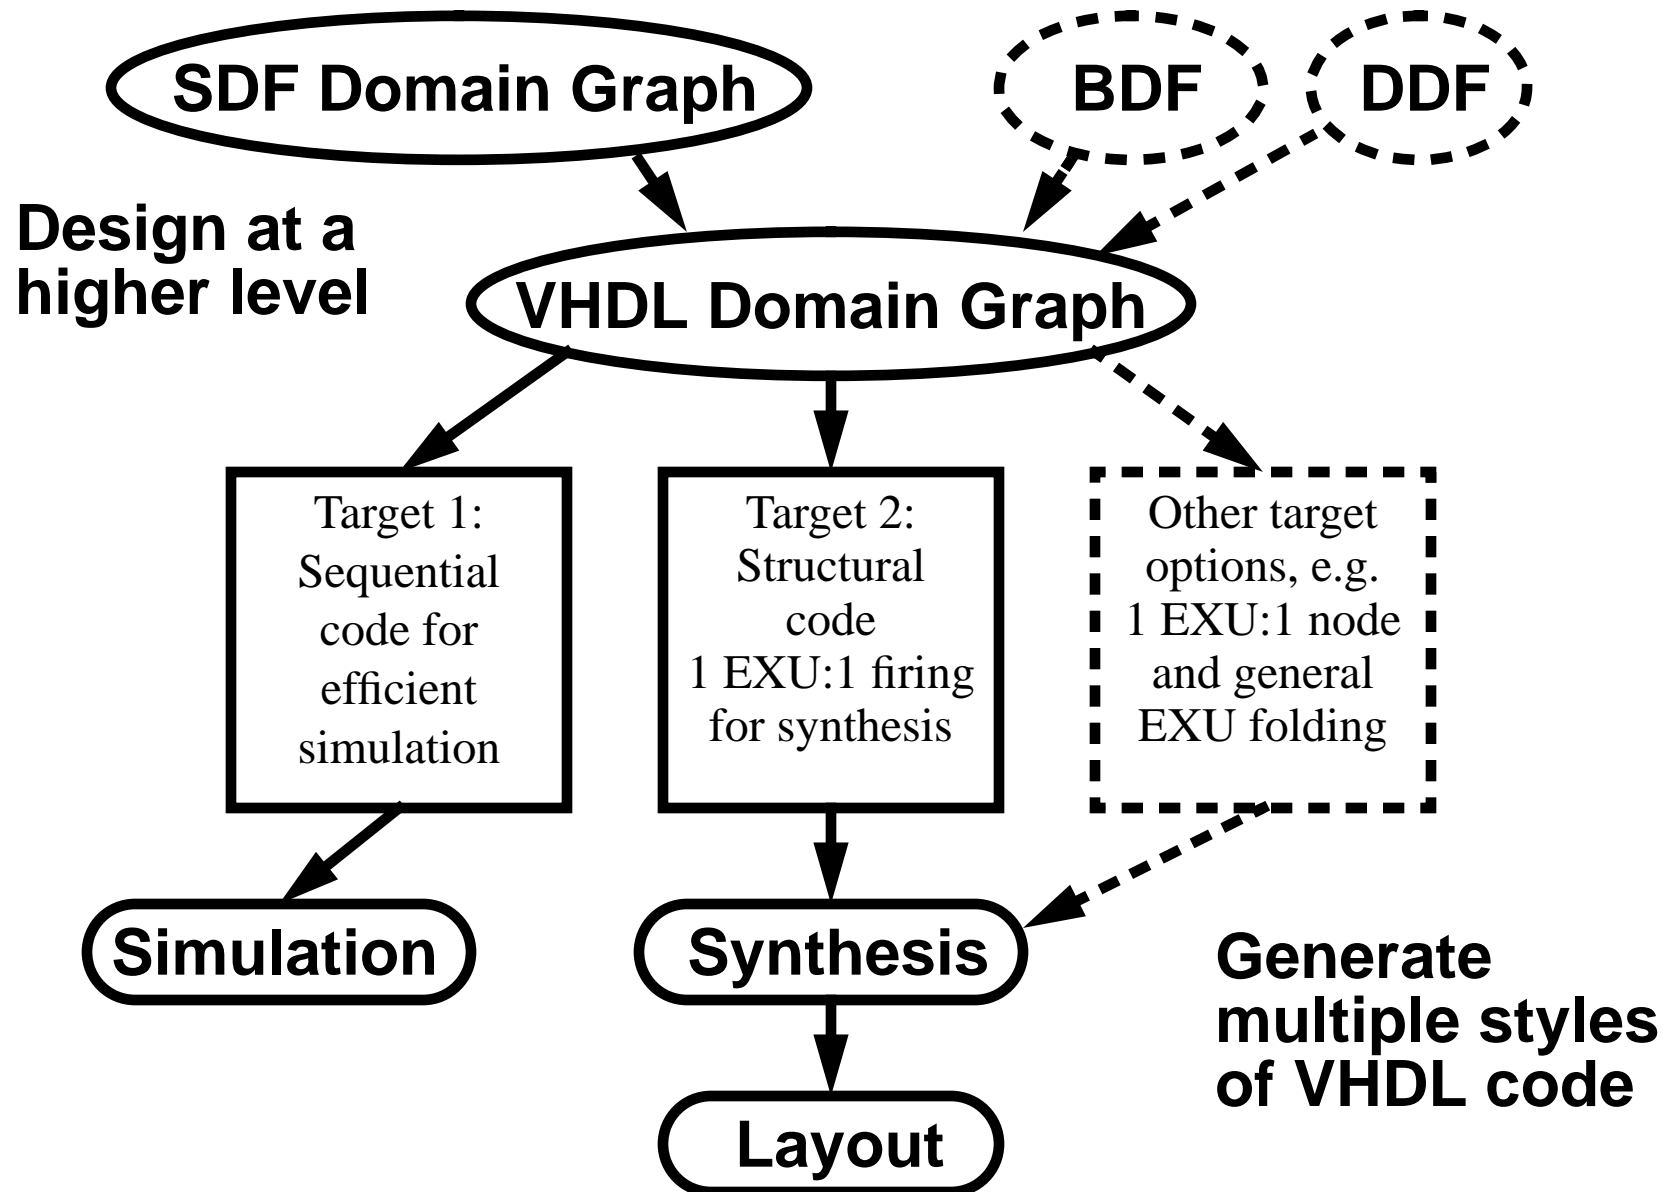 SDF Domain Graph
BDF
DDF
Design at a
higher level
VHDL Domain Graph
Target 1:
Sequential
code for
efficient
simulation
Target 2:
Structural
code
1 EXU:1 firing
for synthesis
Other target
options, e.g.
1 EXU:1 node
and general
EXU folding
Simulation
Synthesis
Generate
multiple styles
of VHDL code
Layout